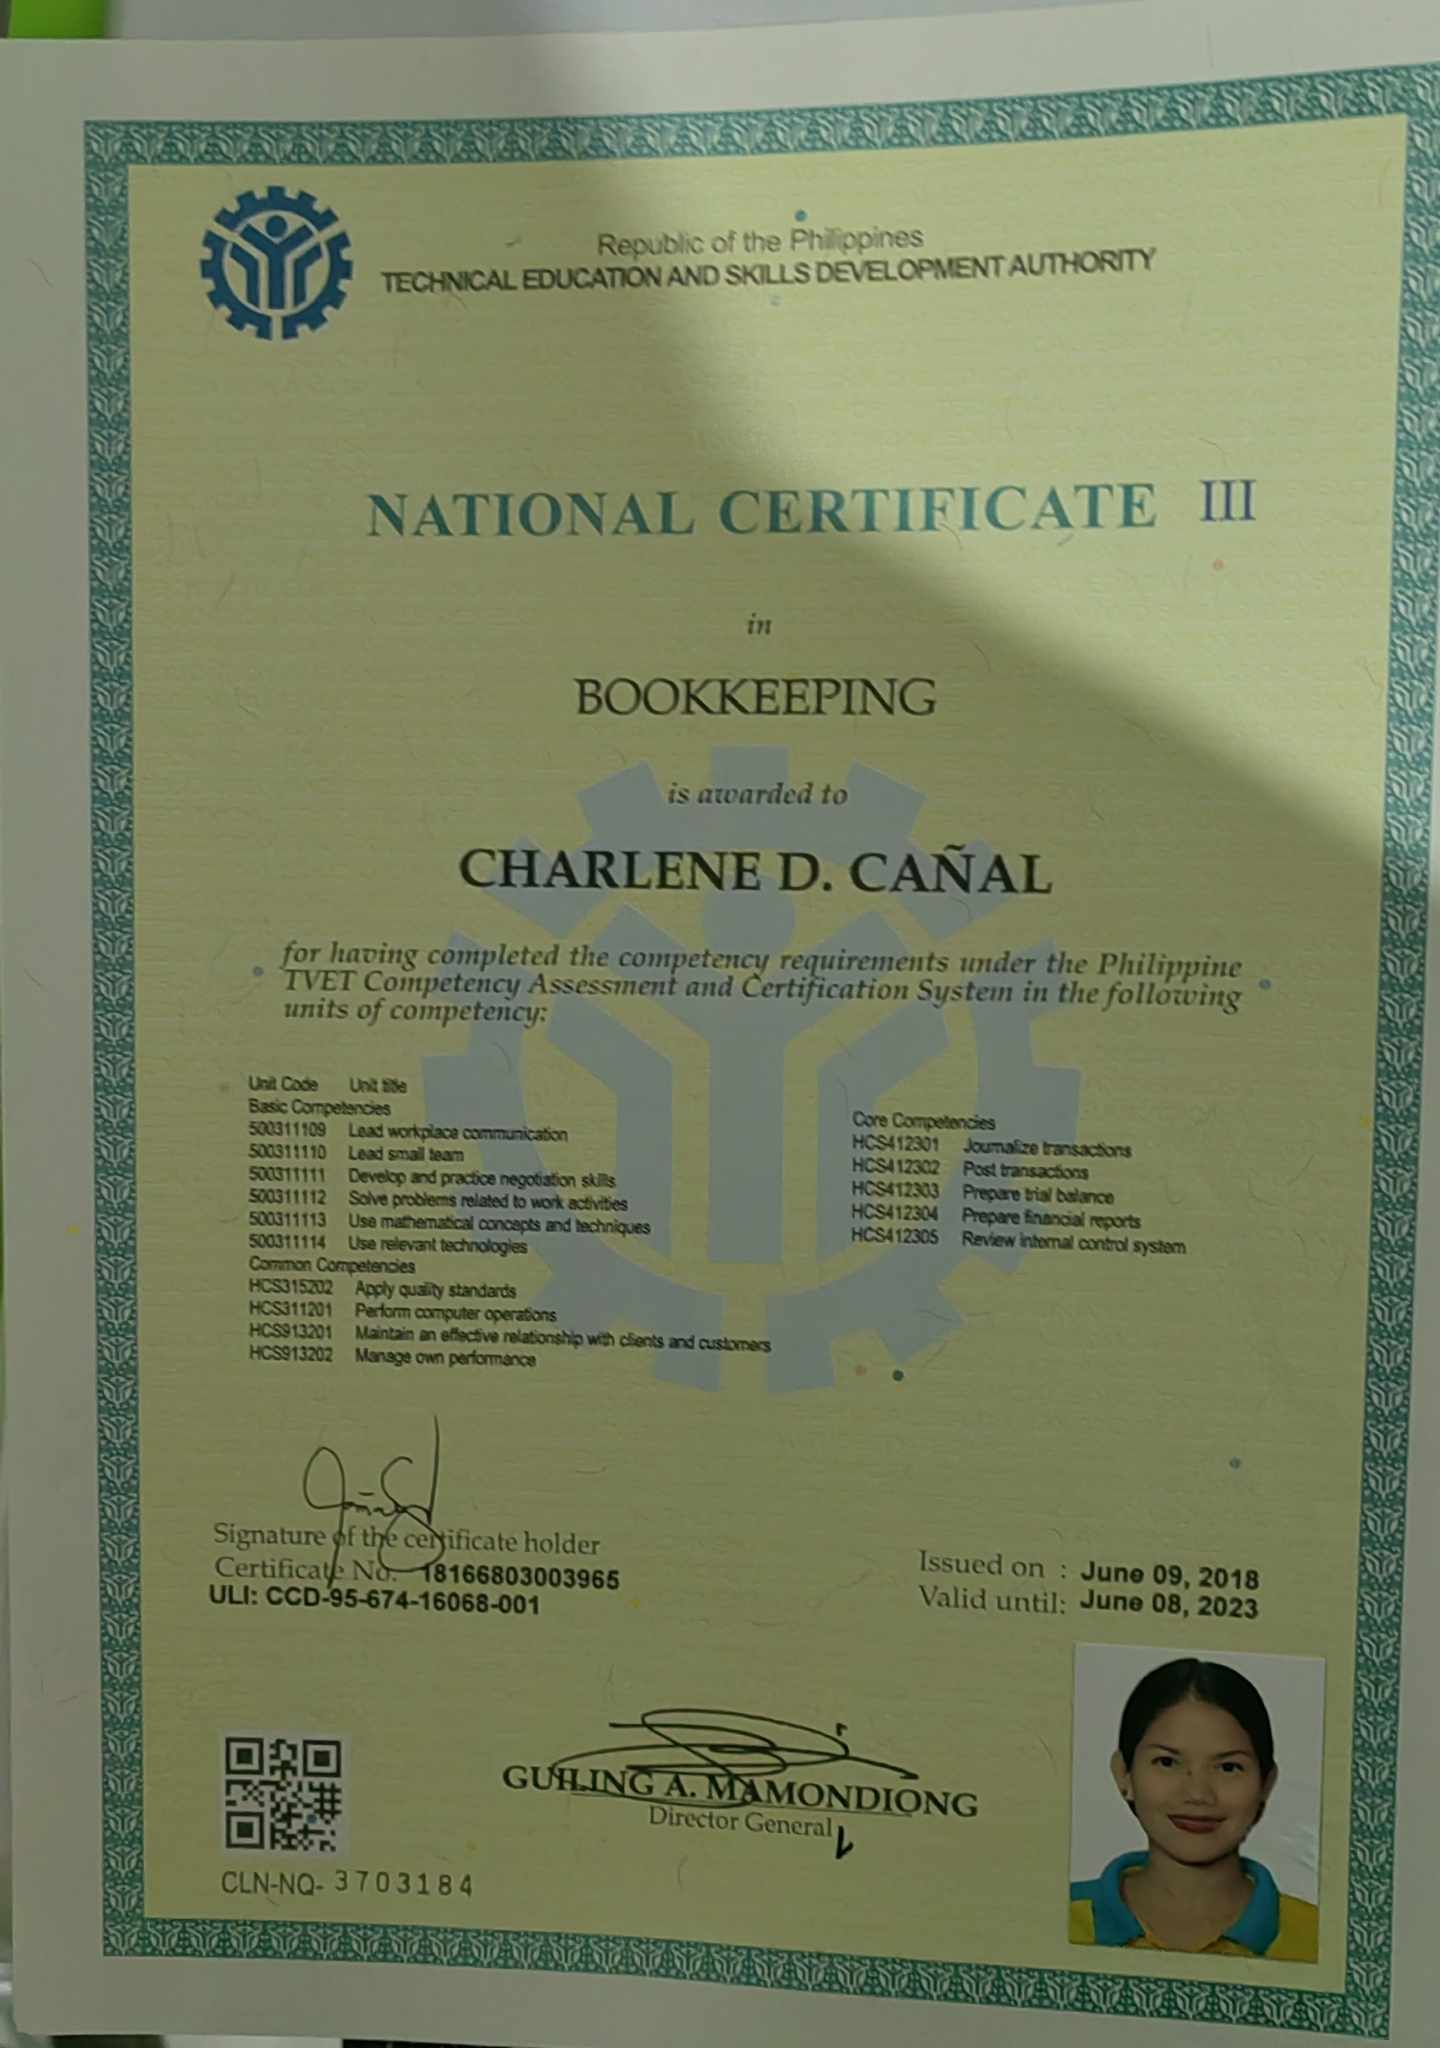 Republic of the Philippines
TECHNICAL EDUCATION AND SKILLS DEVELOPMENT AUTHORITY
NATIONAL CERTIFICATE III
in
BOOKKEEPING
is awarded to
CHARLENE D. CAÑAL
for having completed the competency requirements under the Philippine
TVET Competency Assessment and Certification System in the following
units of competency:
Unit Code Unit title
Basic Competencies
500311109 Lead workplace communication
500311110 Lead small team
500311111 Develop and practice negotiation skills
500311112 Solve problems related to work activities
500311113 Use mathematical concepts and techniques
500311114 Use relevant technologies
Common Competencies
HCS315202 Apply quality standards
HCS311201 Perform computer operations
HCS913201 Maintain an effective relationship with clients and customers
HCS913202 Manage own performance
Core Competencies
HCS412301 Journalize transactions
HCS412302 Post transactions
HCS412303 Prepare trial balance
HCS412304 Prepare financial reports
HCS412305 Review internal control system
Signature of the certificate holder
Certificate No. 18166803003965
ULI: CCD-95-674-16068-001
Issued on : June 09, 2018
Valid until: June 08, 2023
GUILING A. MAMONDIONG
Director General
CLN-NQ- 3703184